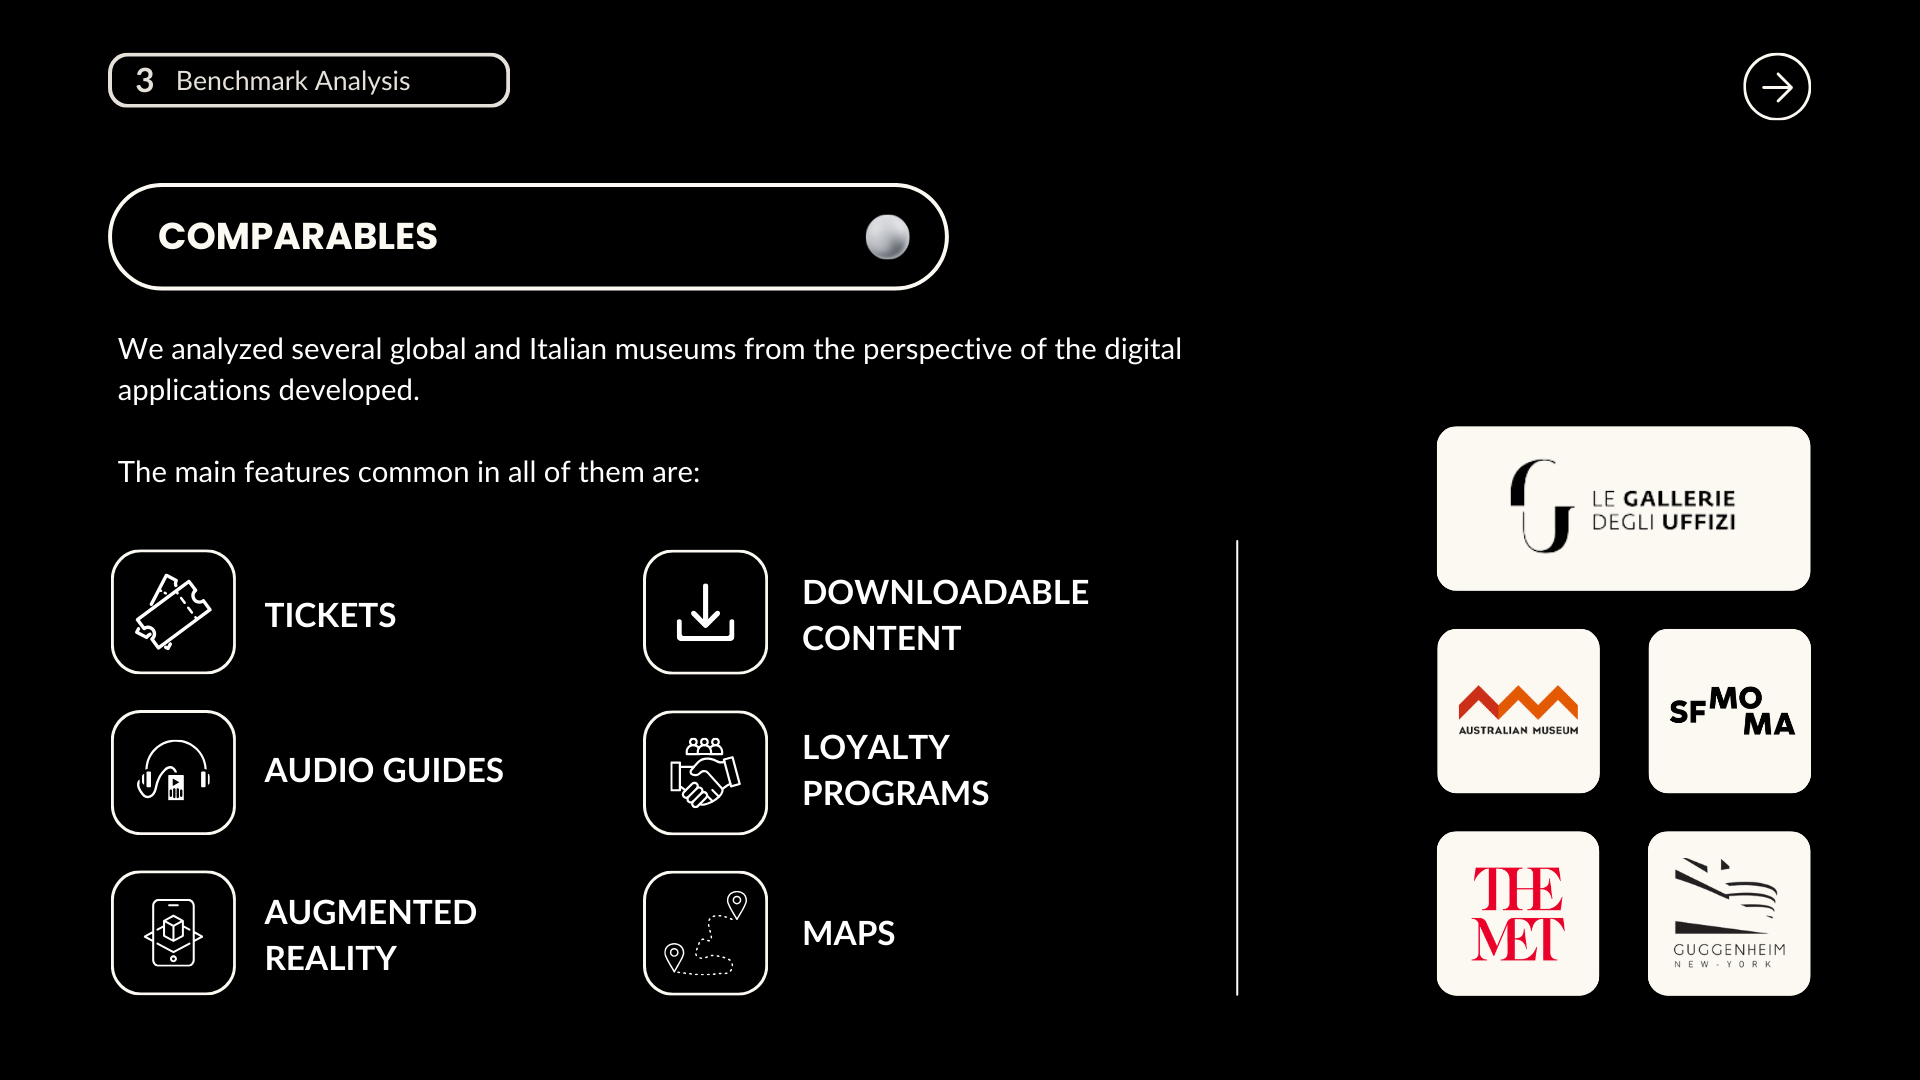 3 Benchmark Analysis
COMPARABLES
We analyzed several global and Italian museums from the perspective of the digital
applications developed.
The main features common in all of them are:
TICKETS
AUDIO GUIDES
AUGMENTED
REALITY
DOWNLOADABLE
CONTENT
LOYALTY
PROGRAMS
MAPS
LE GALLERIE
DEGLI UFFIZI
AUSTRALIAN MUSEUM
SFMO
MA
THE
MET
GUGGENHEIM
NEW-YORK